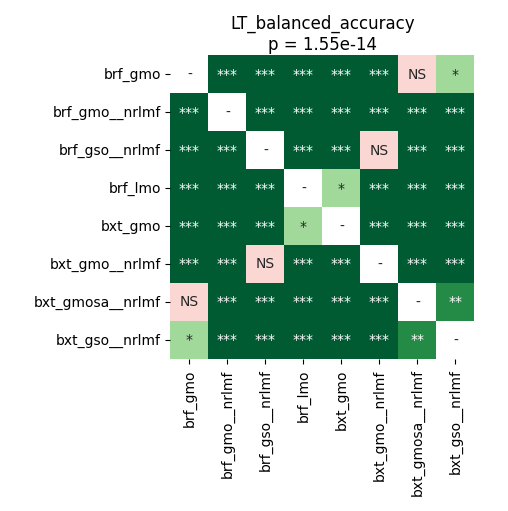 LT_balanced_accuracy
p = 1.55e-14
brf_gmo - *** *** *** *** *** NS *
brf_gmo__nrlmf *** - *** *** *** *** *** ***
brf_gso__nrlmf *** *** - *** *** NS *** ***
brf_lmo *** *** *** - * *** *** ***
bxt_gmo *** *** *** * - *** *** ***
bxt_gmo__nrlmf *** *** NS *** *** - *** ***
bxt_gmosa__nrlmf NS *** *** *** *** *** - **
bxt_gso__nrlmf * *** *** *** *** *** ** -
brf_gmo
brf_gmo__nrlmf
brf_gso__nrlmf
brf_lmo
bxt_gmo
bxt_gmo__nrlmf
bxt_gmosa__nrlmf
bxt_gso__nrlmf